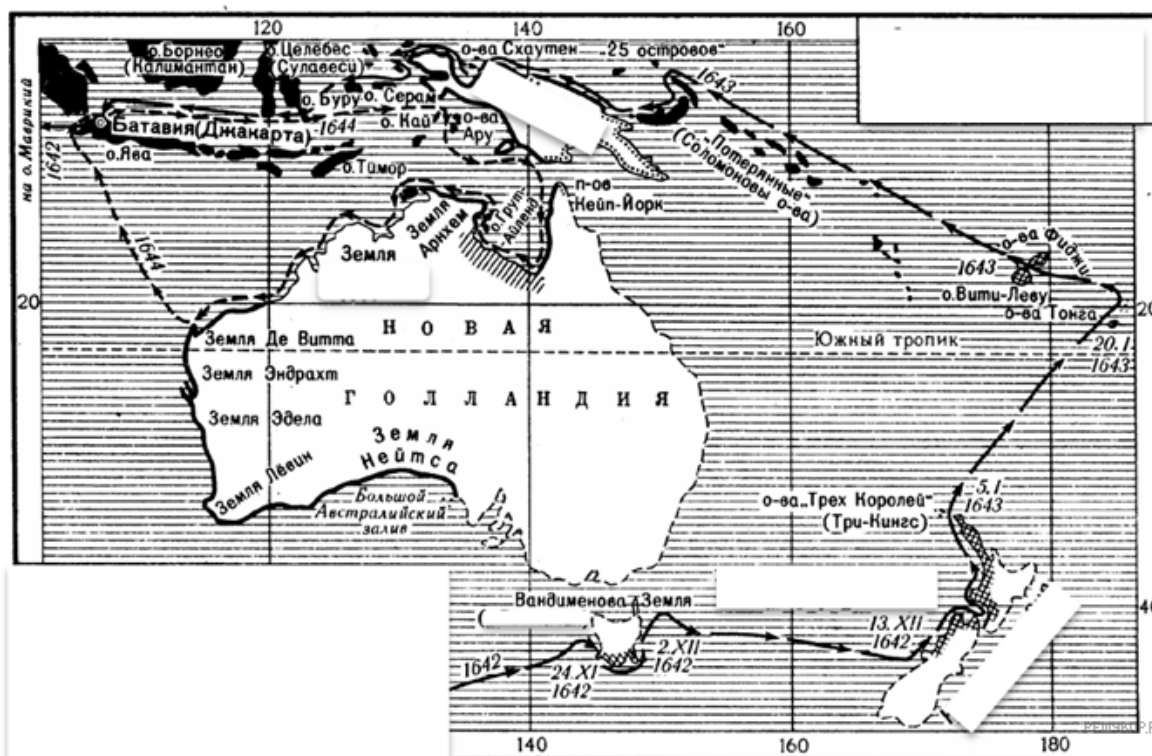 120
140
160
о. Борнео
(Калимантан)
о. Целебес
(Сулавеси)
о-ва Схаутен
„25 островов"
1643
на о. Маврикий
1642
о. Буру
о. Серам
Батавия (Джакарта)
1644
о. Кай
о-ва
Ару
о. Ява
о. Тимор
„Потерянные"
(Соломоновы о-ва)
п-ов
Кейп-Йорк
о. Грут-
Айленд
Земля
Арнхем
Земля
1644
о-ва Фиджи
1643
о. Вити-Леву
о-ва Тонга
20
НОВАЯ
Земля Де Витта
Южный тропик
20.I
1643
Земля Эндрахт
ГОЛЛАНДИЯ
Земля Эдела
Земля
Нейтса
Земля Лёвин
Большой
Австралийский
залив
5.I
1643
о-ва „Трех Королей"
(Три-Кингс)
Вандименова Земля
40
13.XII
1642
2.XII
1642
1642
24.XI
1642
140
160
180